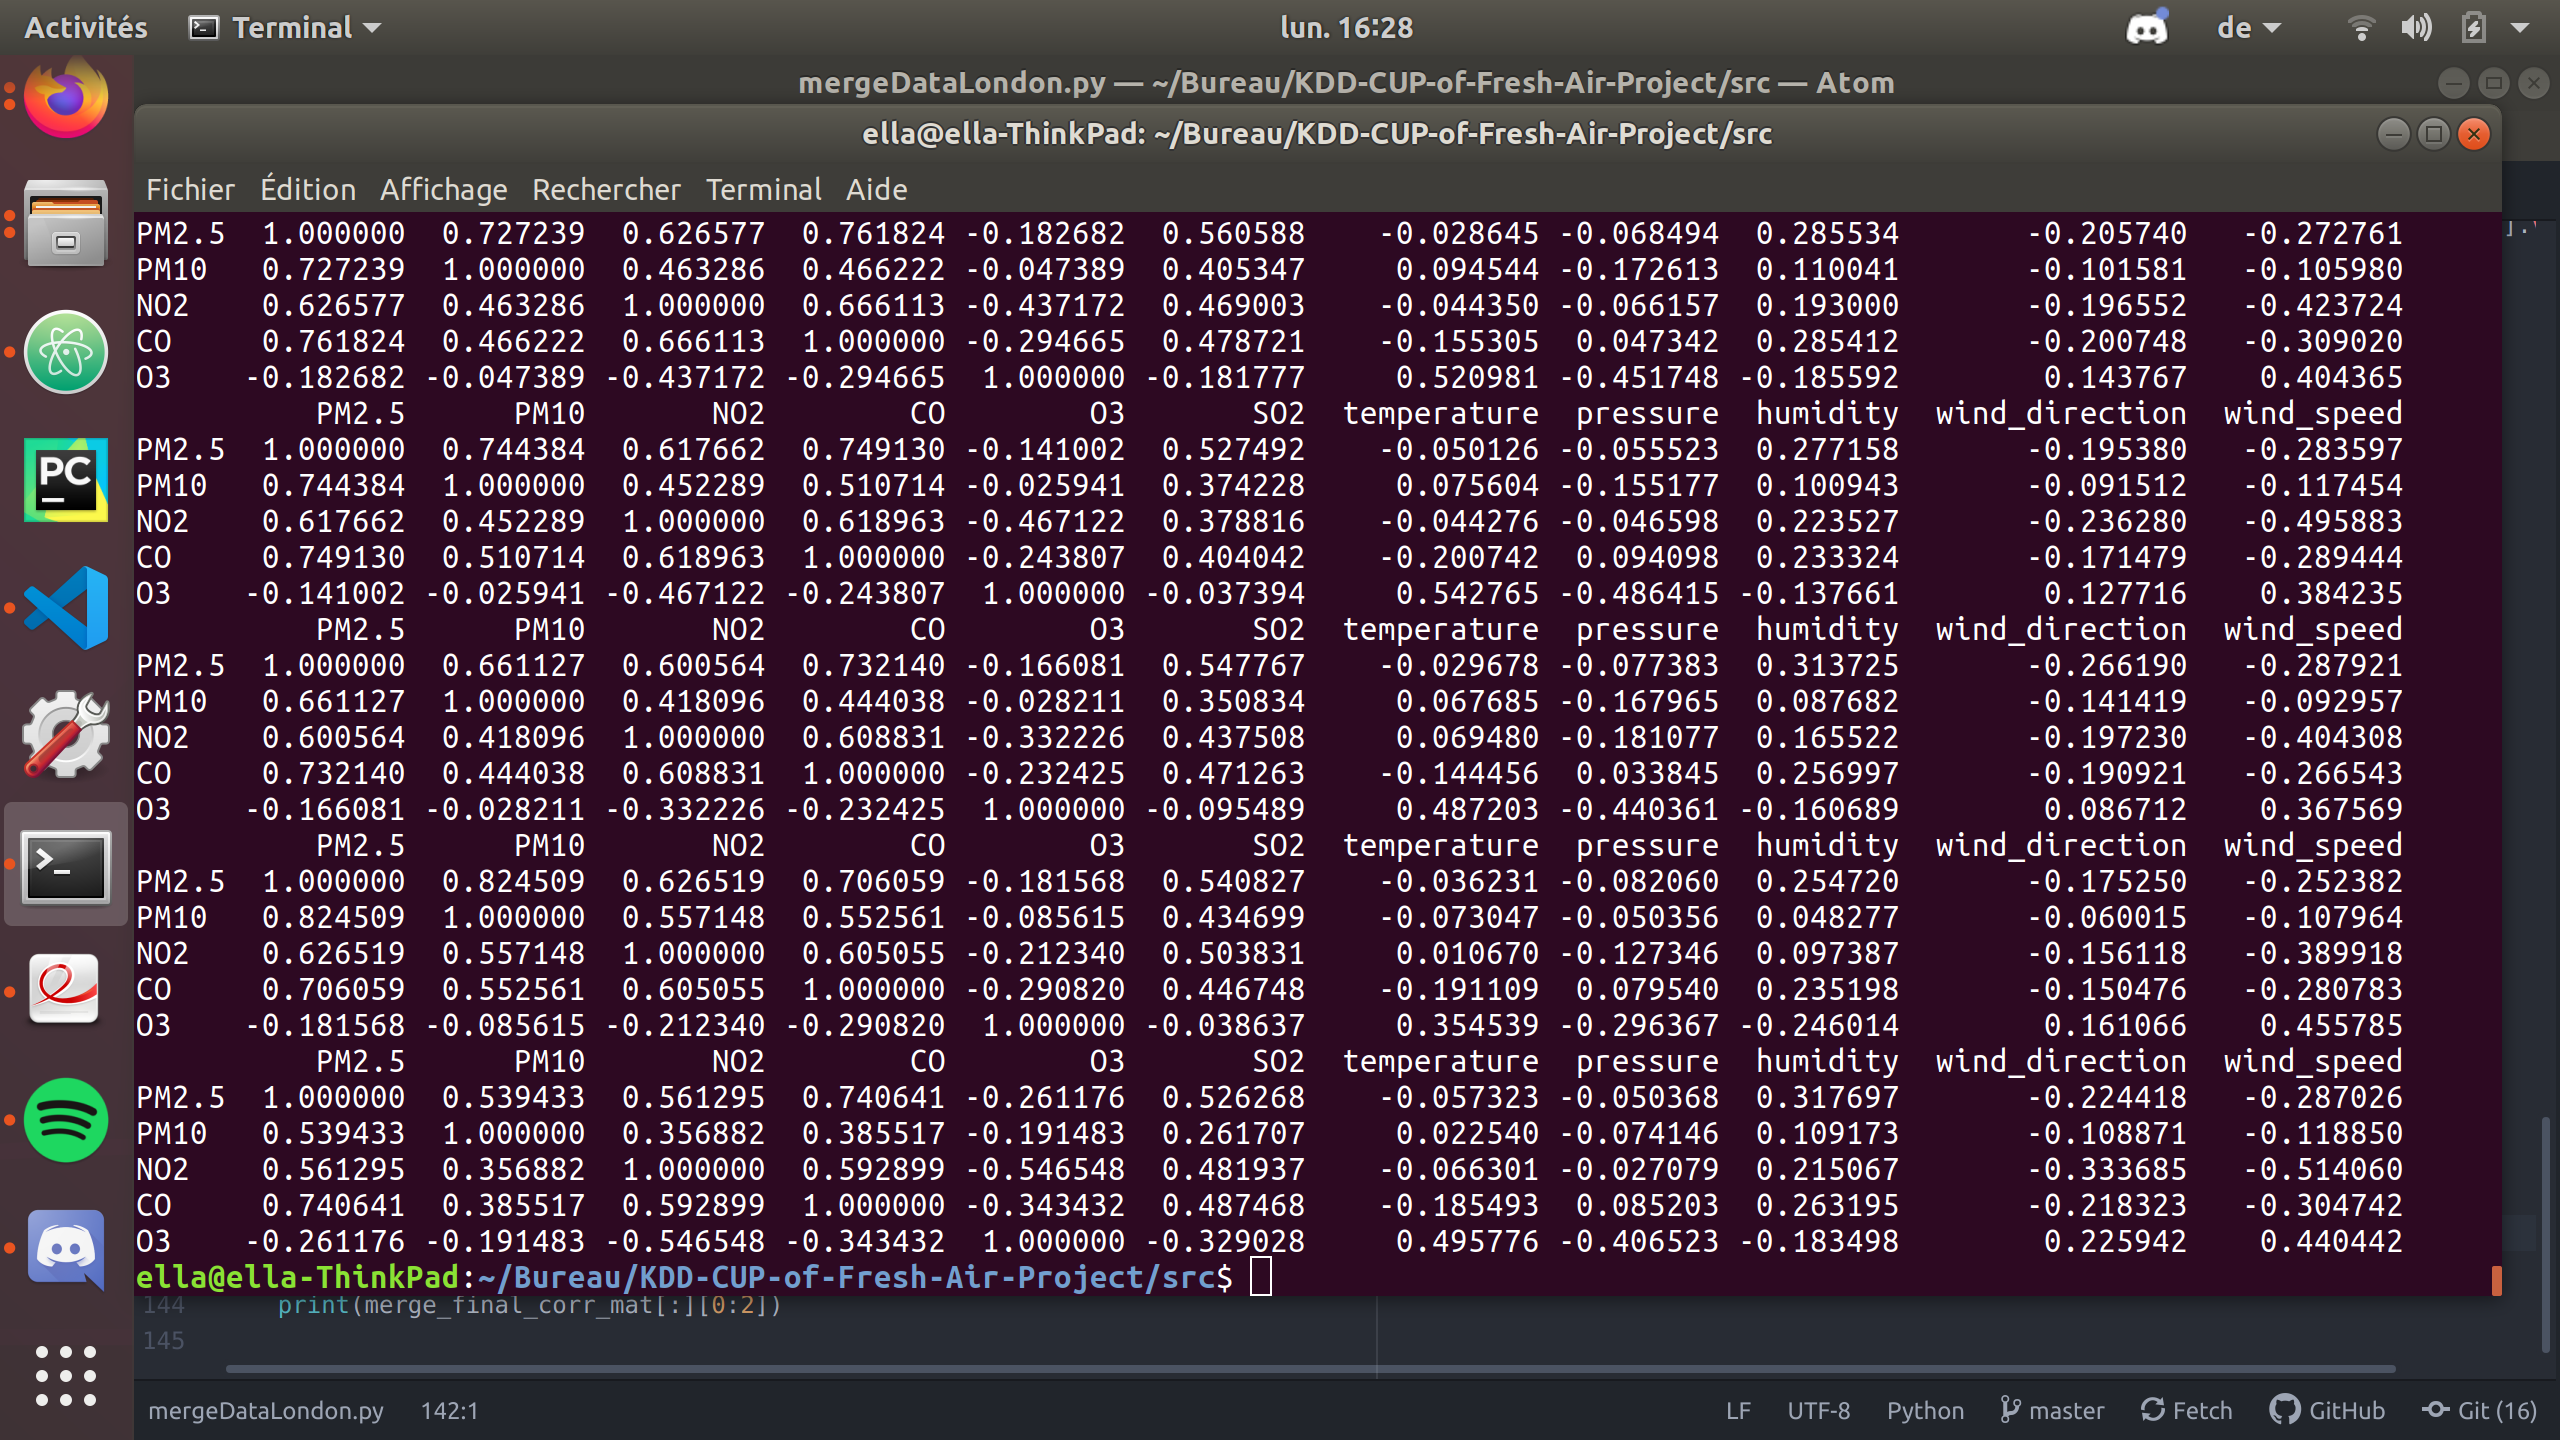 Activités Terminal lun. 16:28 de
mergeDataLondon.py — ~/Bureau/KDD-CUP-of-Fresh-Air-Project/src — Atom
ella@ella-ThinkPad: ~/Bureau/KDD-CUP-of-Fresh-Air-Project/src
Fichier Édition Affichage Rechercher Terminal Aide
PM2.5 1.000000 0.727239 0.626577 0.761824 -0.182682 0.560588 -0.028645 -0.068494 0.285534 -0.205740 -0.272761
PM10 0.727239 1.000000 0.463286 0.466222 -0.047389 0.405347 0.094544 -0.172613 0.110041 -0.101581 -0.105980
NO2 0.626577 0.463286 1.000000 0.666113 -0.437172 0.469003 -0.044350 -0.066157 0.193000 -0.196552 -0.423724
CO 0.761824 0.466222 0.666113 1.000000 -0.294665 0.478721 -0.155305 0.047342 0.285412 -0.200748 -0.309020
O3 -0.182682 -0.047389 -0.437172 -0.294665 1.000000 -0.181777 0.520981 -0.451748 -0.185592 0.143767 0.404365
PM2.5 PM10 NO2 CO O3 SO2 temperature pressure humidity wind_direction wind_speed
PM2.5 1.000000 0.744384 0.617662 0.749130 -0.141002 0.527492 -0.050126 -0.055523 0.277158 -0.195380 -0.283597
PM10 0.744384 1.000000 0.452289 0.510714 -0.025941 0.374228 0.075604 -0.155177 0.100943 -0.091512 -0.117454
NO2 0.617662 0.452289 1.000000 0.618963 -0.467122 0.378816 -0.044276 -0.046598 0.223527 -0.236280 -0.495883
CO 0.749130 0.510714 0.618963 1.000000 -0.243807 0.404042 -0.200742 0.094098 0.233324 -0.171479 -0.289444
O3 -0.141002 -0.025941 -0.467122 -0.243807 1.000000 -0.037394 0.542765 -0.486415 -0.137661 0.127716 0.384235
PM2.5 PM10 NO2 CO O3 SO2 temperature pressure humidity wind_direction wind_speed
PM2.5 1.000000 0.661127 0.600564 0.732140 -0.166081 0.547767 -0.029678 -0.077383 0.313725 -0.266190 -0.287921
PM10 0.661127 1.000000 0.418096 0.444038 -0.028211 0.350834 0.067685 -0.167965 0.087682 -0.141419 -0.092957
NO2 0.600564 0.418096 1.000000 0.608831 -0.332226 0.437508 0.069480 -0.181077 0.165522 -0.197230 -0.404308
CO 0.732140 0.444038 0.608831 1.000000 -0.232425 0.471263 -0.144456 0.033845 0.256997 -0.190921 -0.266543
O3 -0.166081 -0.028211 -0.332226 -0.232425 1.000000 -0.095489 0.487203 -0.440361 -0.160689 0.086712 0.367569
PM2.5 PM10 NO2 CO O3 SO2 temperature pressure humidity wind_direction wind_speed
PM2.5 1.000000 0.824509 0.626519 0.706059 -0.181568 0.540827 -0.036231 -0.082060 0.254720 -0.175250 -0.252382
PM10 0.824509 1.000000 0.557148 0.552561 -0.085615 0.434699 -0.073047 -0.050356 0.048277 -0.060015 -0.107964
NO2 0.626519 0.557148 1.000000 0.605055 -0.212340 0.503831 0.010670 -0.127346 0.097387 -0.156118 -0.389918
CO 0.706059 0.552561 0.605055 1.000000 -0.290820 0.446748 -0.191109 0.079540 0.235198 -0.150476 -0.280783
O3 -0.181568 -0.085615 -0.212340 -0.290820 1.000000 -0.038637 0.354539 -0.296367 -0.246014 0.161066 0.455785
PM2.5 PM10 NO2 CO O3 SO2 temperature pressure humidity wind_direction wind_speed
PM2.5 1.000000 0.539433 0.561295 0.740641 -0.261176 0.526268 -0.057323 -0.050368 0.317697 -0.224418 -0.287026
PM10 0.539433 1.000000 0.356882 0.385517 -0.191483 0.261707 0.022540 -0.074146 0.109173 -0.108871 -0.118850
NO2 0.561295 0.356882 1.000000 0.592899 -0.546548 0.481937 -0.066301 -0.027079 0.215067 -0.333685 -0.514060
CO 0.740641 0.385517 0.592899 1.000000 -0.343432 0.487468 -0.185493 0.085203 0.263195 -0.218323 -0.304742
O3 -0.261176 -0.191483 -0.546548 -0.343432 1.000000 -0.329028 0.495776 -0.406523 -0.183498 0.225942 0.440442
ella@ella-ThinkPad:~/Bureau/KDD-CUP-of-Fresh-Air-Project/src$
144 print(merge_final_corr_mat[:][0:2])
145
mergeDataLondon.py 142:1 LF UTF-8 Python master Fetch GitHub Git (16)
PC